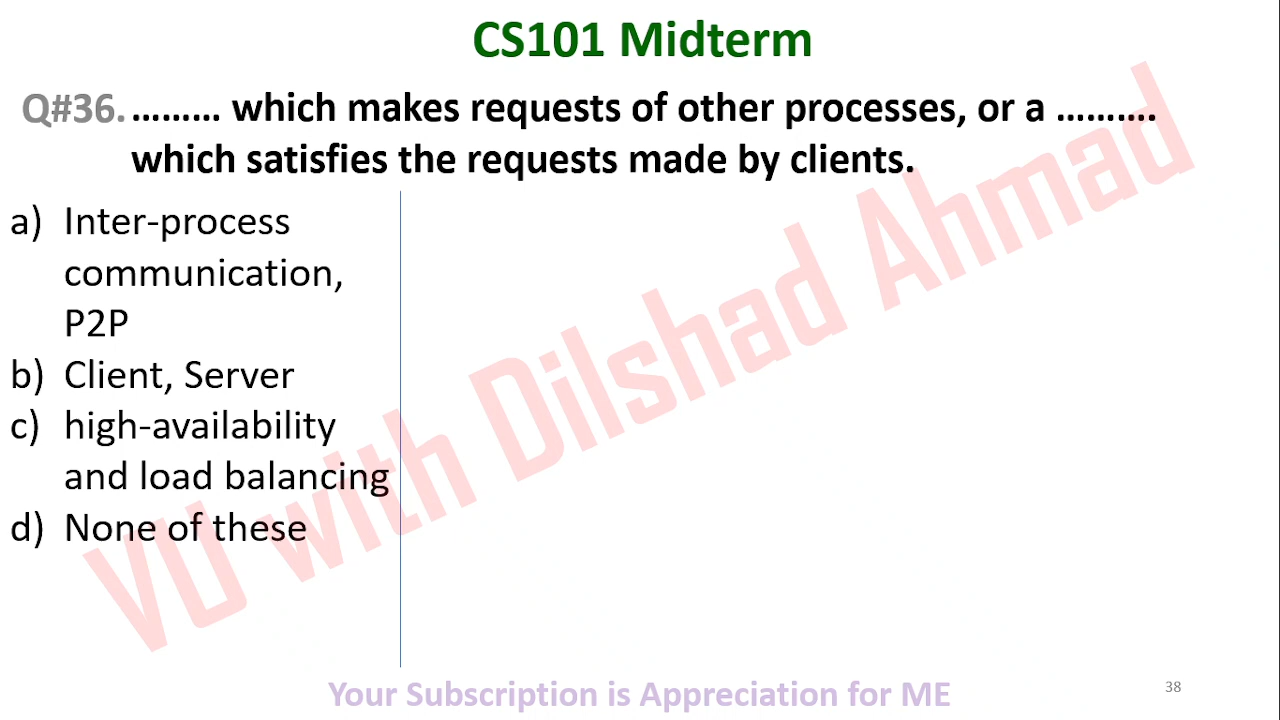 CS101 Midterm
Q#36. ……… which makes requests of other processes, or a ……….
which satisfies the requests made by clients.
a) Inter-process
communication,
P2P
b) Client, Server
c) high-availability
and load balancing
d) None of these
VU with Dilshad Ahmad
Your Subscription is Appreciation for ME
38